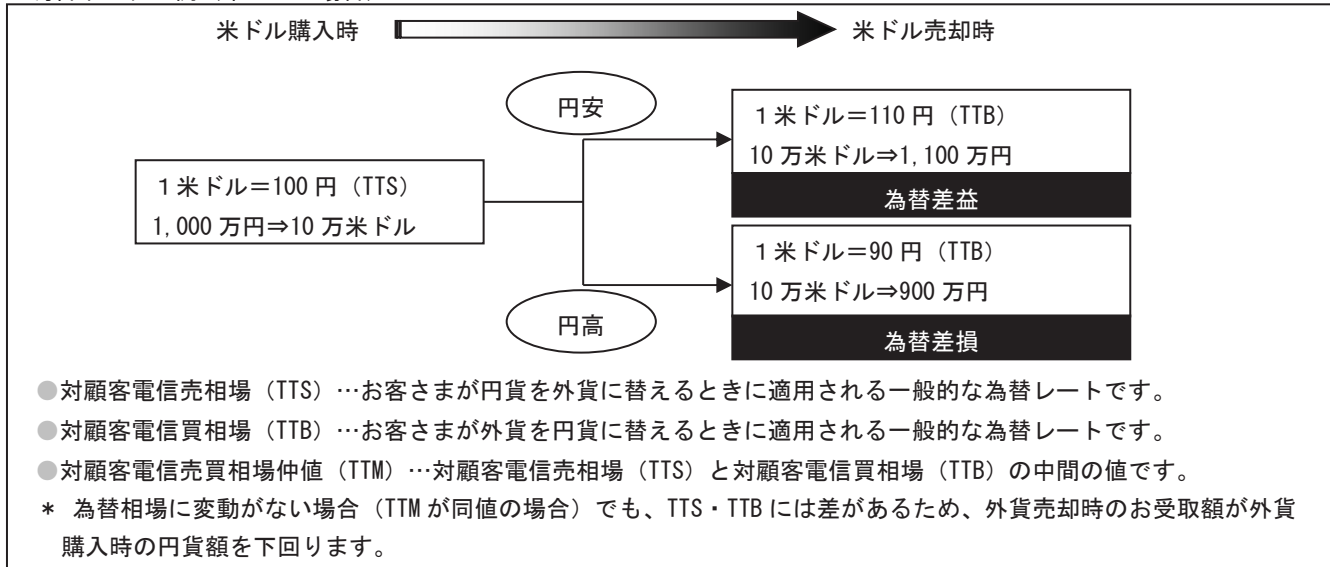 米ドル購入時
米ドル売却時
円安
1米ドル＝110円（TTB）
10万米ドル⇒1,100万円
為替差益
1米ドル＝100円（TTS）
1,000万円⇒10万米ドル
1米ドル＝90円（TTB）
10万米ドル⇒900万円
円高
為替差損
●対顧客電信売相場（TTS）…お客さまが円貨を外貨に替えるときに適用される一般的な為替レートです。
●対顧客電信買相場（TTB）…お客さまが外貨を円貨に替えるときに適用される一般的な為替レートです。
●対顧客電信売買相場仲値（TTM）…対顧客電信売相場（TTS）と対顧客電信買相場（TTB）の中間の値です。
* 為替相場に変動がない場合（TTMが同値の場合）でも、TTS・TTBには差があるため、外貨売却時のお受取額が外貨
購入時の円貨額を下回ります。